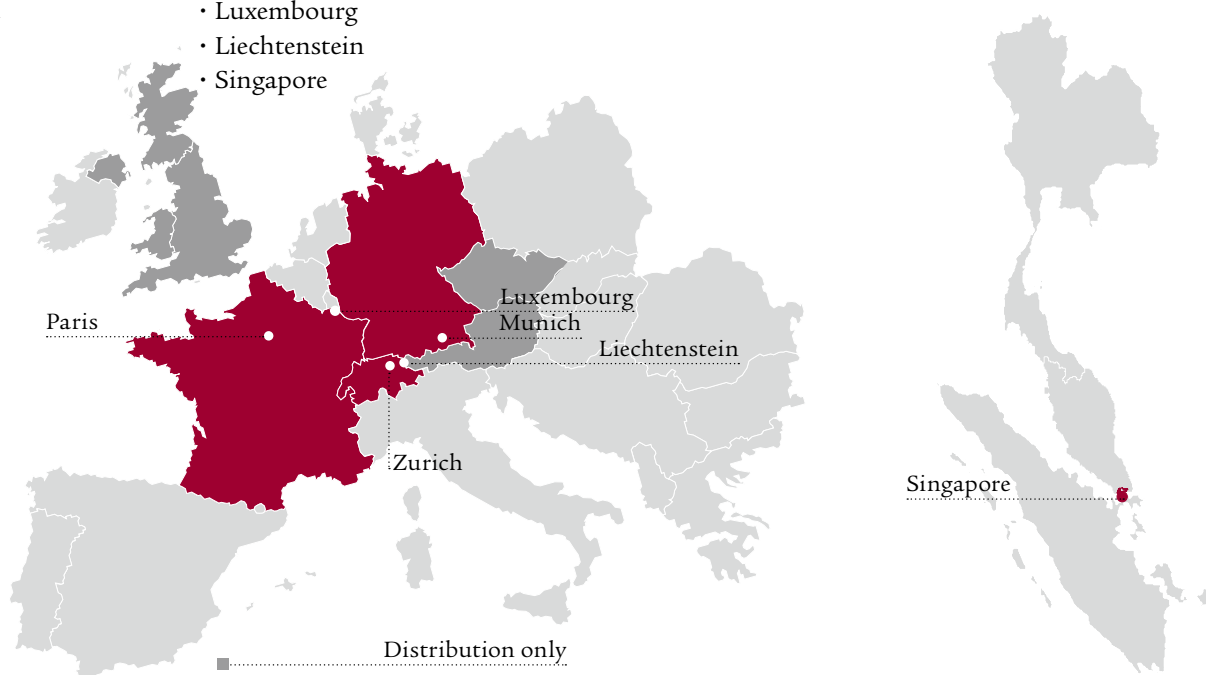 · Luxembourg
· Liechtenstein
· Singapore
Luxembourg
Paris
Munich
Liechtenstein
Zurich
Singapore
Distribution only